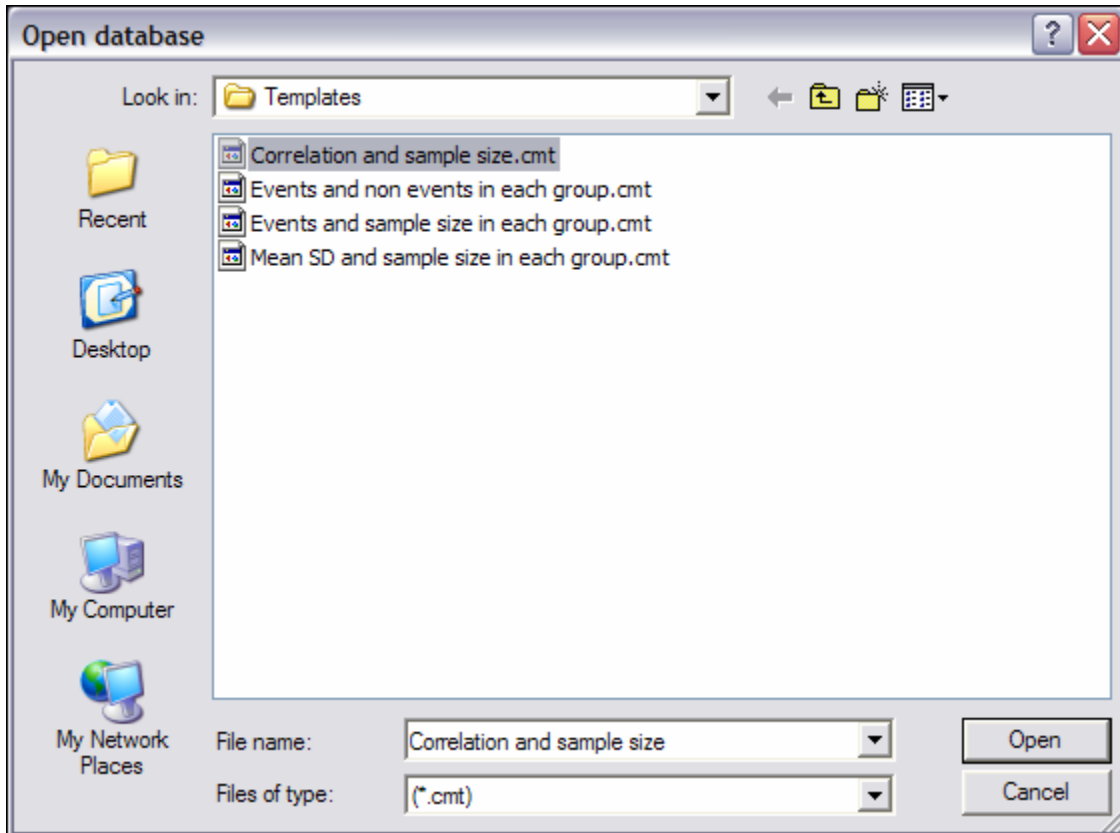 Open database
Look in: Templates
Correlation and sample size.cmt
Events and non events in each group.cmt
Events and sample size in each group.cmt
Mean SD and sample size in each group.cmt
Recent
Desktop
My Documents
My Computer
My Network
Places
File name: Correlation and sample size Open
Files of type: (*.cmt) Cancel